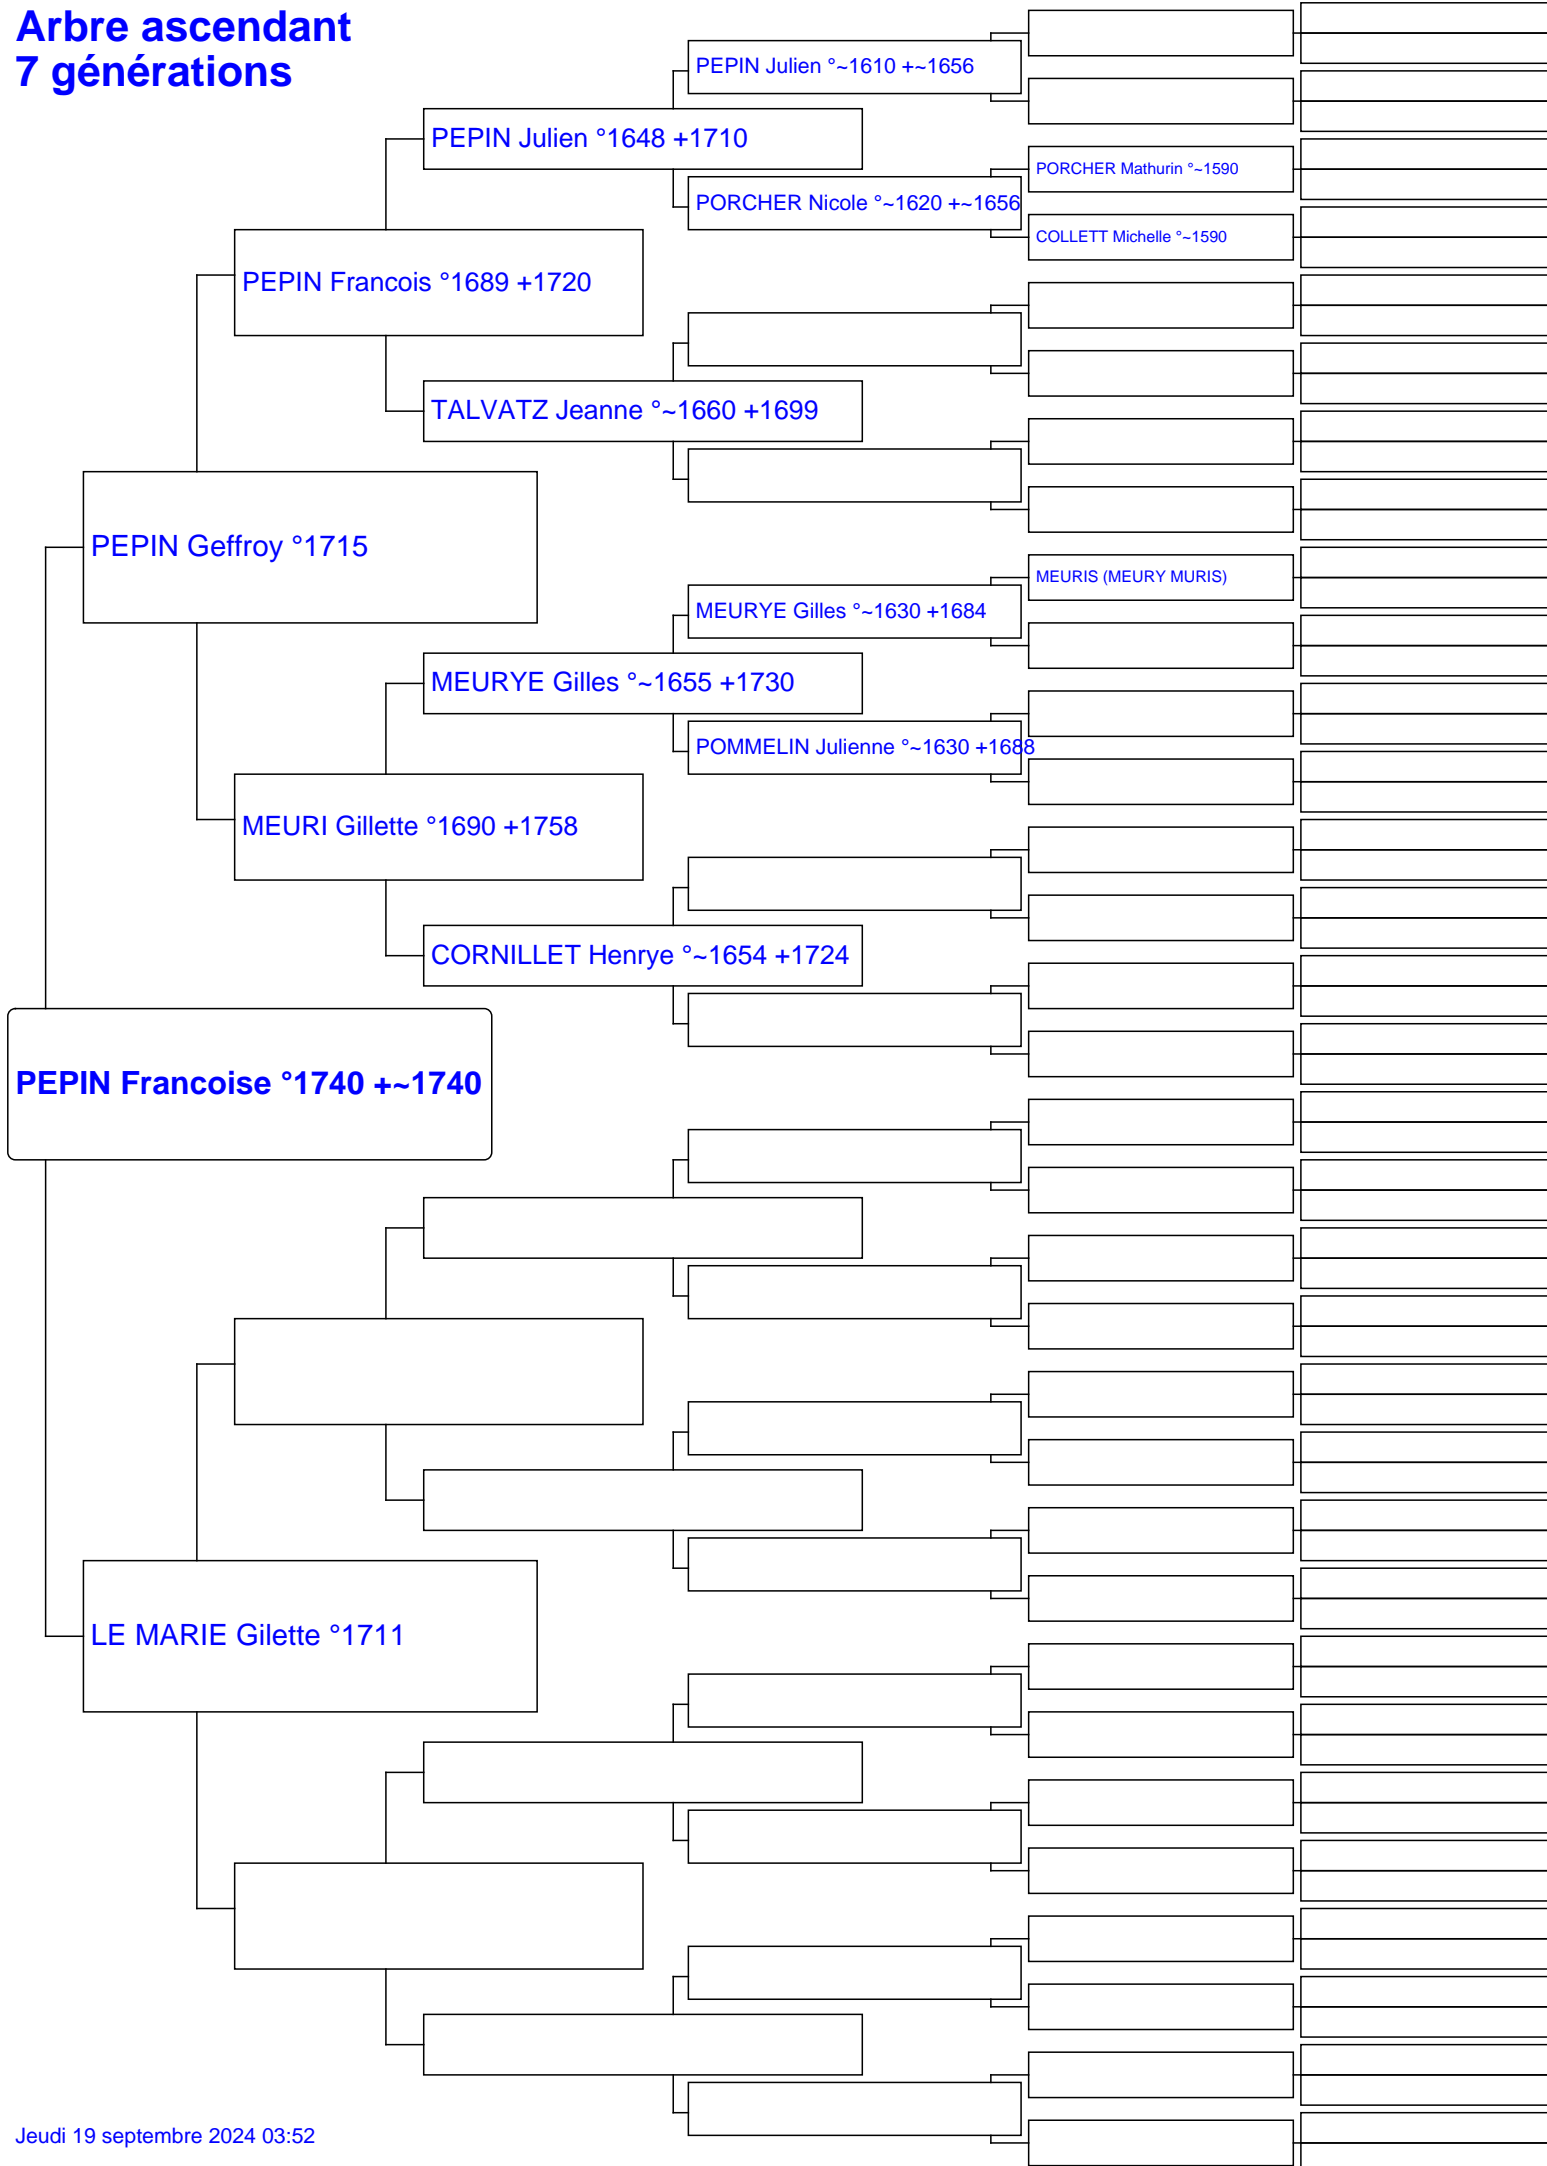 Arbre ascendant
7 générations
PEPIN Julien °~1610 +~1656
PEPIN Julien °1648 +1710
PORCHER Mathurin °~1590
PORCHER Nicole °~1620 +~1656
COLLETT Michelle °~1590
PEPIN Francois °1689 +1720
TALVATZ Jeanne °~1660 +1699
PEPIN Geffroy °1715
MEURIS (MEURY MURIS)
MEURYE Gilles °~1630 +1684
MEURYE Gilles °~1655 +1730
POMMELIN Julienne °~1630 +1688
MEURI Gillette °1690 +1758
CORNILLET Henrye °~1654 +1724
PEPIN Francoise °1740 +~1740
LE MARIE Gilette °1711
Jeudi 19 septembre 2024 03:52